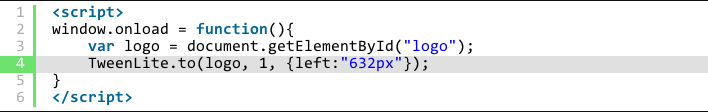 1 <script>
2 window.onload = function(){
3     var logo = document.getElementById("logo");
4     TweenLite.to(logo, 1, {left:"632px"});
5 }
6 </script>